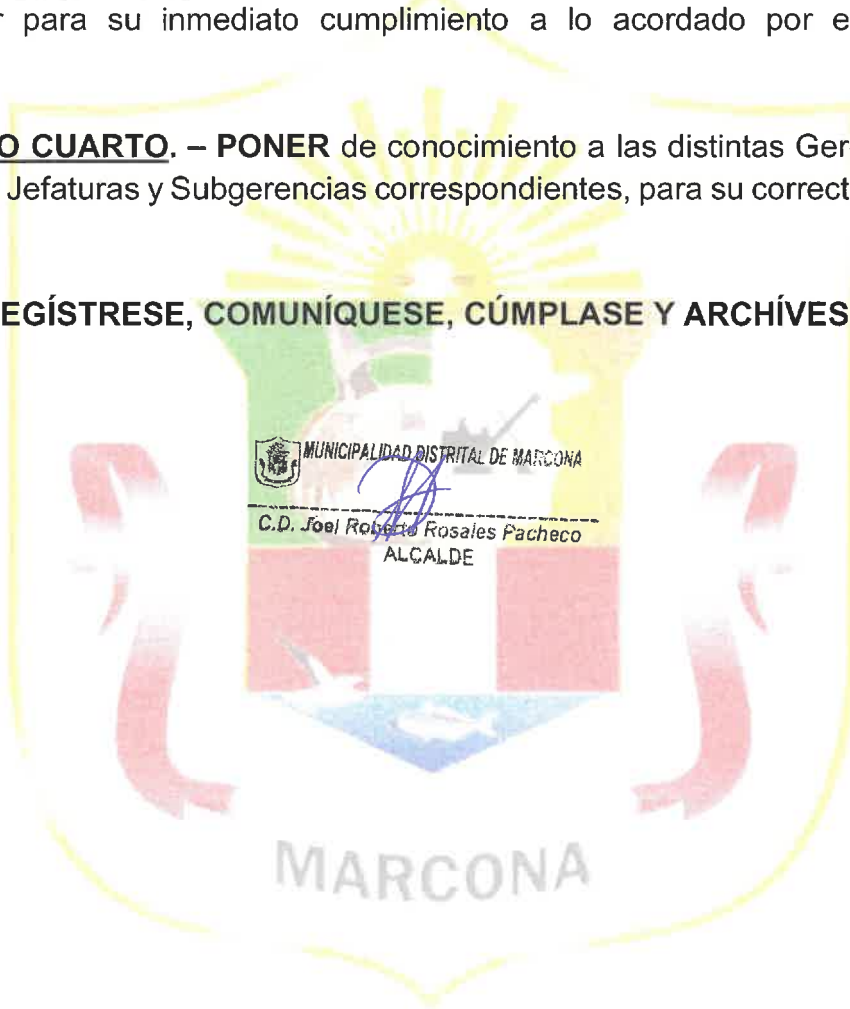 r para su inmediato cumplimiento a lo acordado por e
O CUARTO. – PONER de conocimiento a las distintas Ger
Jefaturas y Subgerencias correspondientes, para su correct
EGÍSTRESE, COMUNÍQUESE, CÚMPLASE Y ARCHÍVES
MUNICIPALIDAD DISTRITAL DE MARCONA
C.D. Joel Roberto Rosales Pacheco
ALCALDE
MARCONA